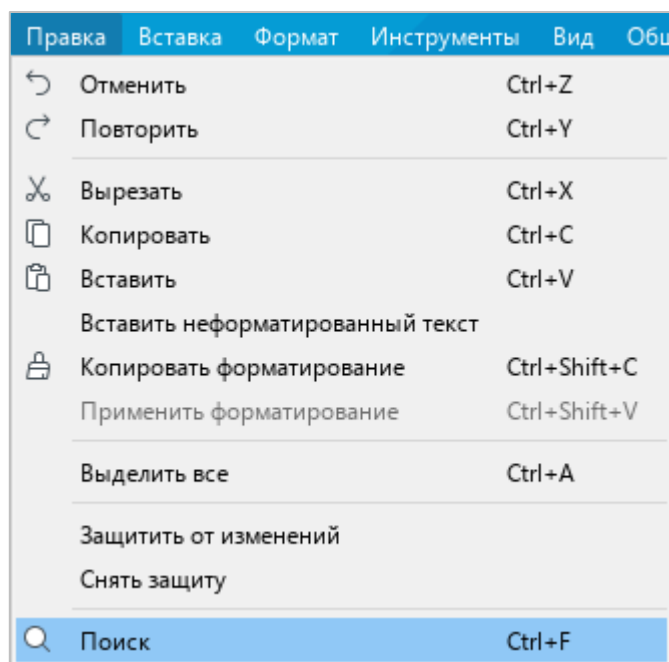 Правка Вставка Формат Инструменты Вид
Отменить Ctrl+Z
Повторить Ctrl+Y
Вырезать Ctrl+X
Копировать Ctrl+C
Вставить Ctrl+V
Вставить неформатированный текст
Копировать форматирование Ctrl+Shift+C
Применить форматирование Ctrl+Shift+V
Выделить все Ctrl+A
Защитить от изменений
Снять защиту
Поиск Ctrl+F